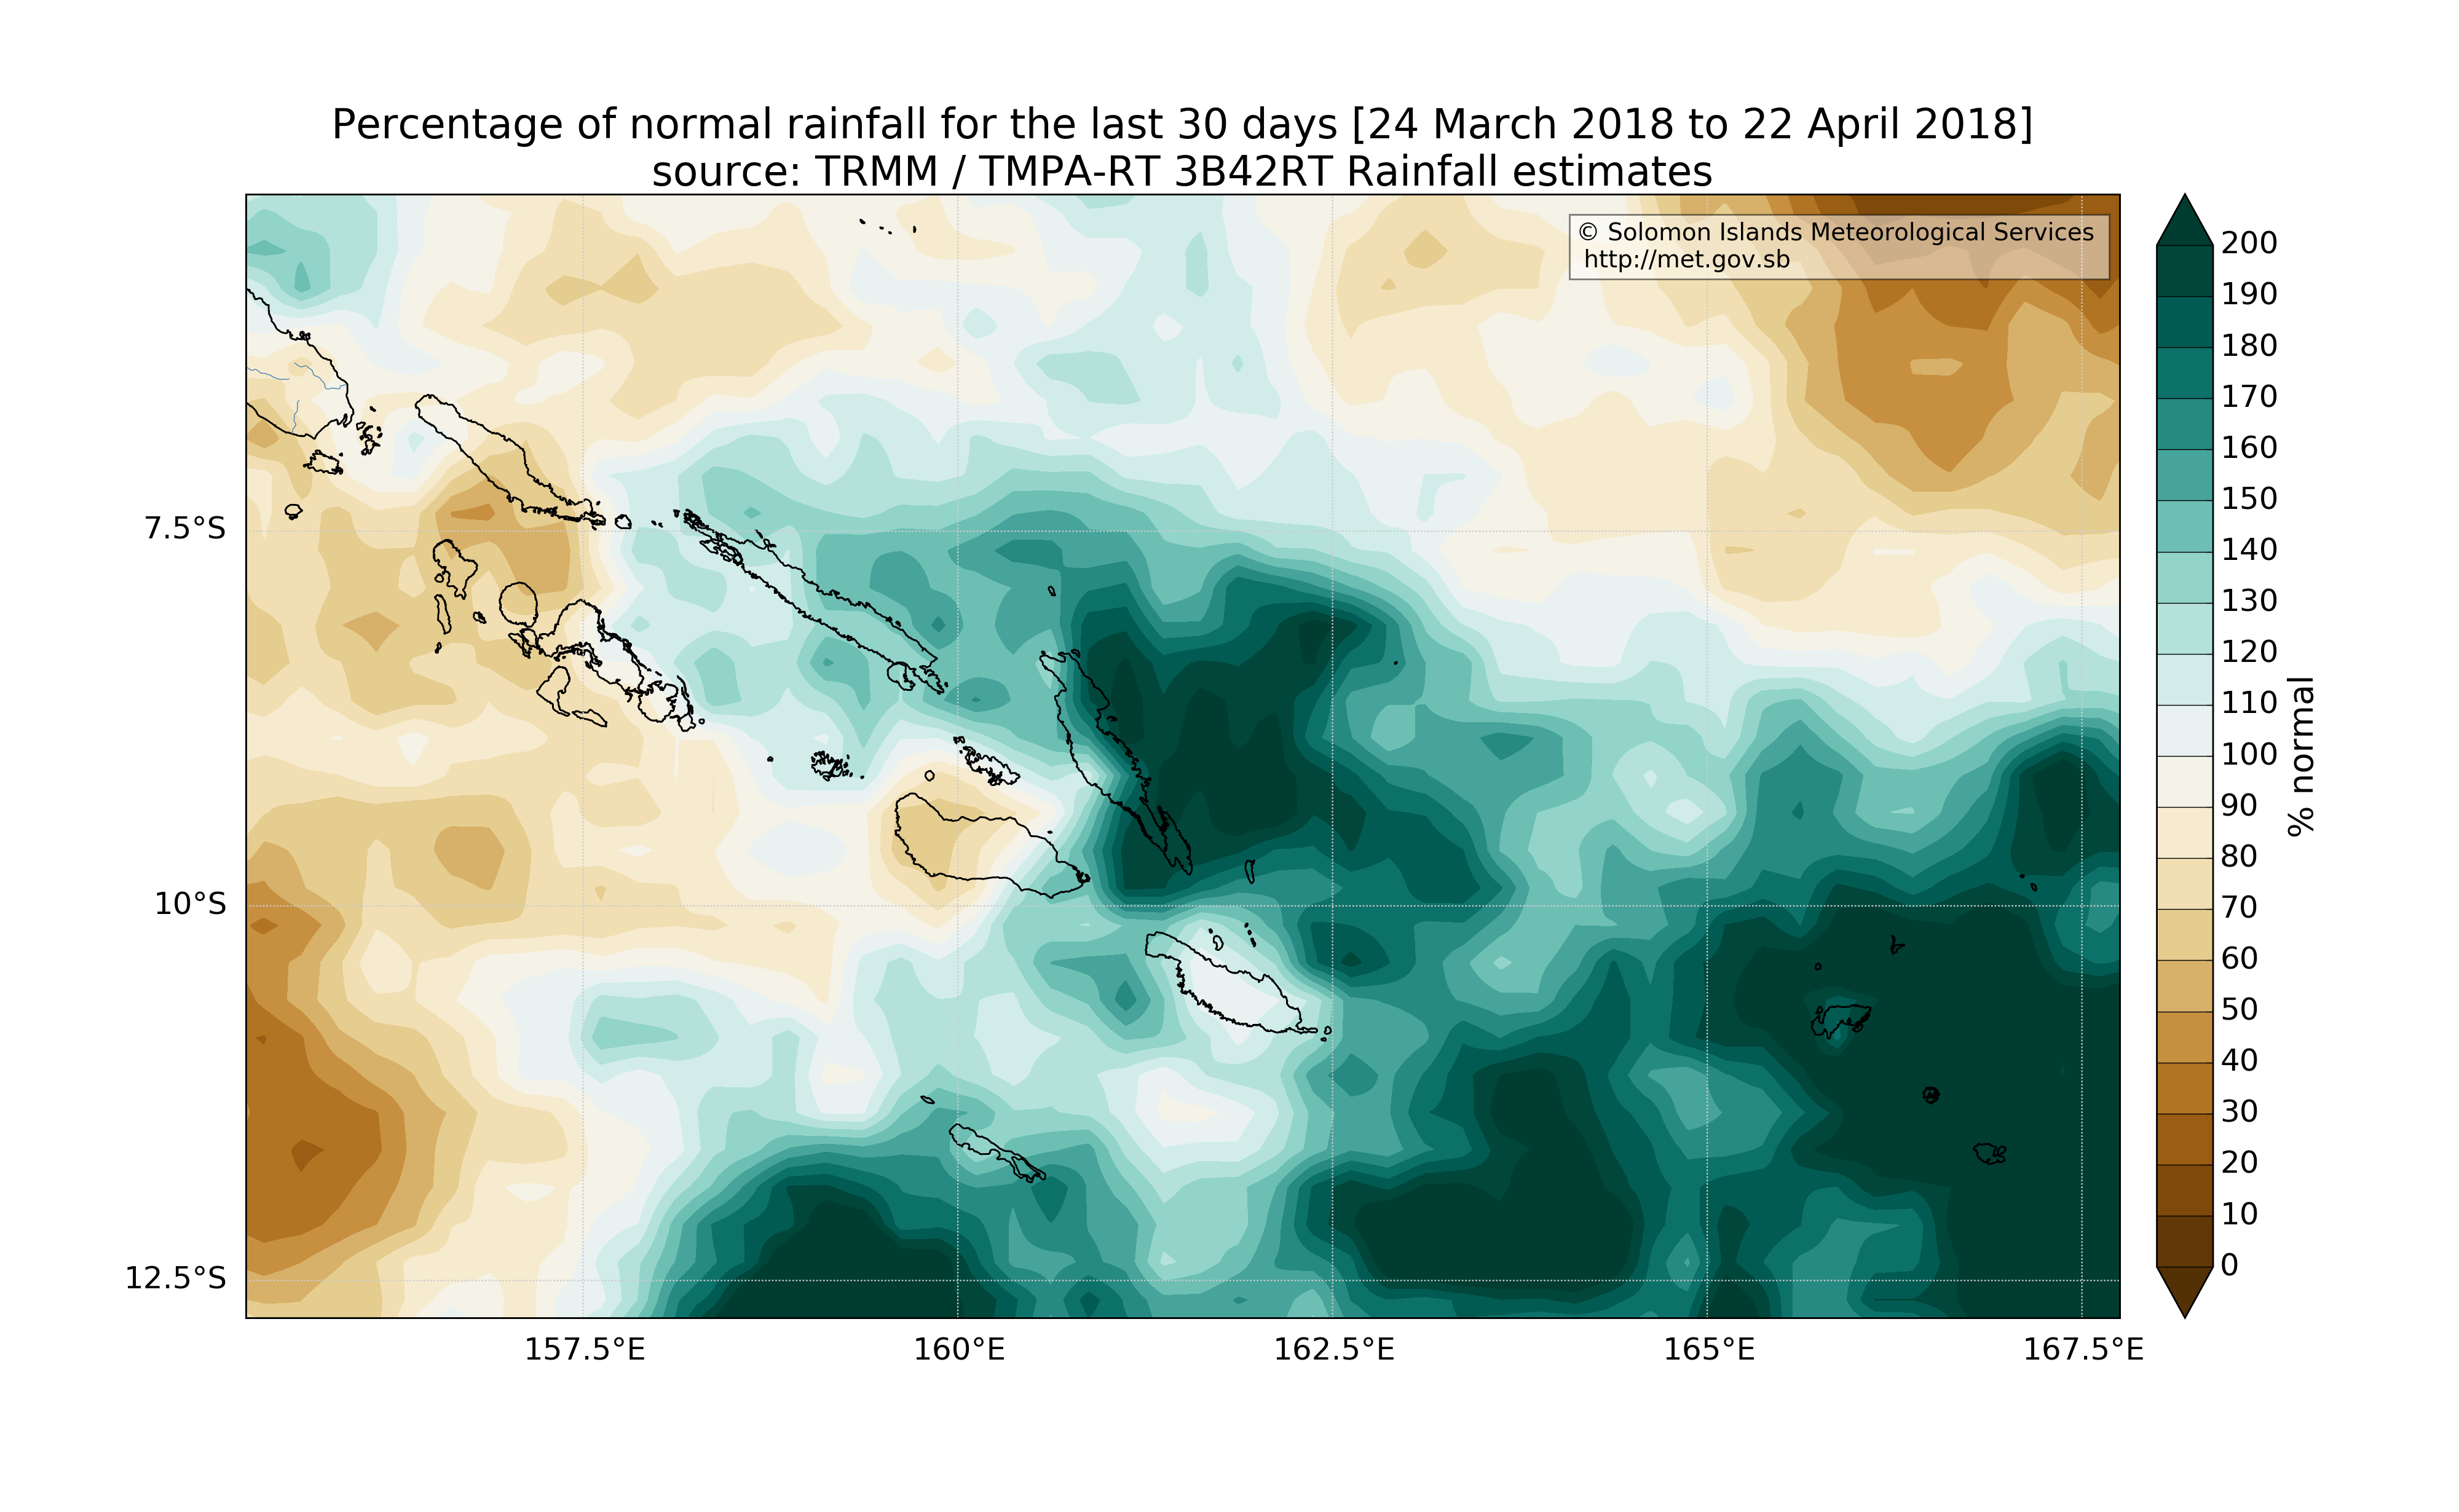 Percentage of normal rainfall for the last 30 days [24 March 2018 to 22 April 2018]
source: TRMM / TMPA-RT 3B42RT Rainfall estimates
© Solomon Islands Meteorological Services
http://met.gov.sb
7.5°S
10°S
12.5°S
157.5°E
160°E
162.5°E
165°E
167.5°E
200
190
180
170
160
150
140
130
120
110
100
90
80
70
60
50
40
30
20
10
0
% normal